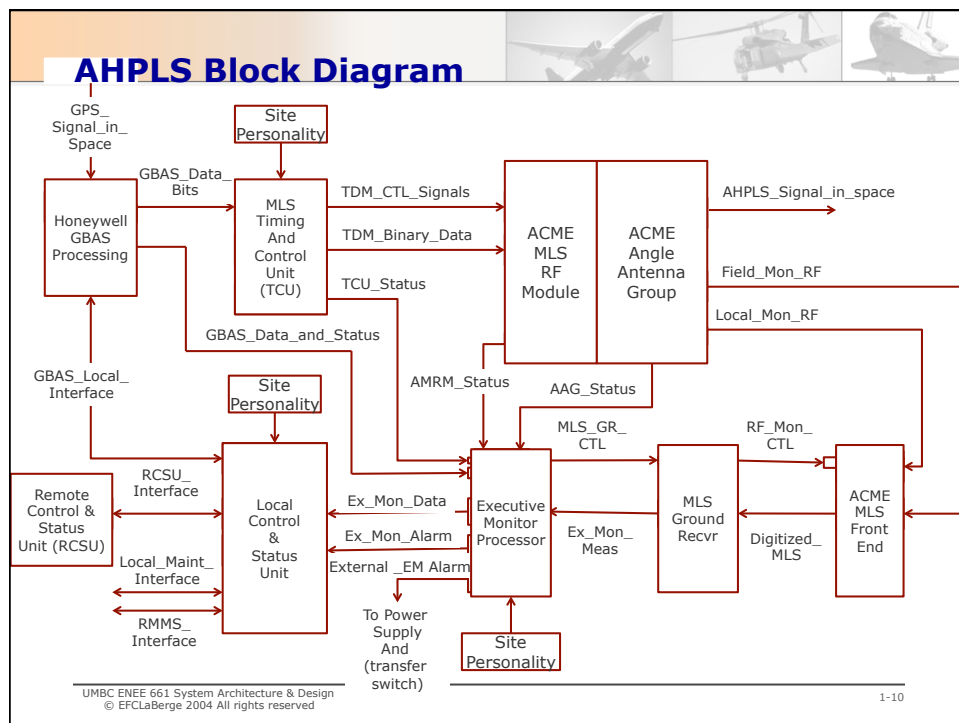 AHPLS Block Diagram
GPS_
Signal_in_
Space
Site
Personality
GBAS_Data_
Bits
Honeywell
GBAS
Processing
MLS
Timing
And
Control
Unit
(TCU)
TDM_CTL_Signals
TDM_Binary_Data
TCU_Status
ACME
MLS
RF
Module
ACME
Angle
Antenna
Group
AHPLS_Signal_in_space
Field_Mon_RF
Local_Mon_RF
GBAS_Data_and_Status
GBAS_Local_
Interface
Site
Personality
AMRM_Status
AAG_Status
MLS_GR_
CTL
RF_Mon_
CTL
Remote
Control &
Status
Unit (RCSU)
RCSU_
Interface
Local_Maint_
Interface
RMMS_
Interface
Local
Control
&
Status
Unit
Ex_Mon_Data
Ex_Mon_Alarm
External _EM Alarm
Executive
Monitor
Processor
Ex_Mon_
Meas
MLS
Ground
Recvr
Digitized_
MLS
ACME
MLS
Front
End
To Power
Supply
And
(transfer
switch)
Site
Personality
UMBC ENEE 661 System Architecture & Design
© EFCLaBerge 2004 All rights reserved
1-10